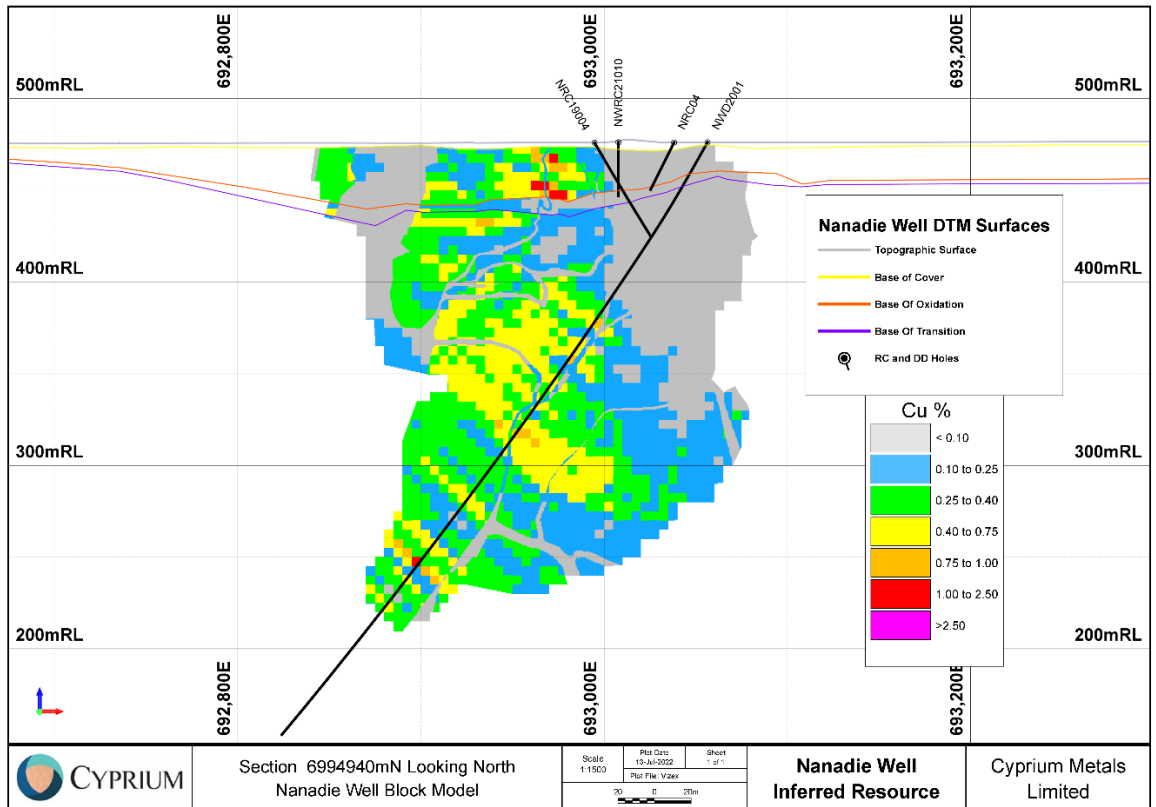 692,800E
693,000E
693,200E
500mRL
500mRL
NRC19004
NWRC21010
NRC04
NWD2001
Nanadie Well DTM Surfaces
Topographic Surface
Base of Cover
Base Of Oxidation
Base Of Transition
RC and DD Holes
400mRL
400mRL
Cu %
< 0.10
0.10 to 0.25
0.25 to 0.40
0.40 to 0.75
0.75 to 1.00
1.00 to 2.50
>2.50
300mRL
300mRL
200mRL
200mRL
692,800E
693,000E
693,200E
CYPRIUM
Section 6994940mN Looking North
Nanadie Well Block Model
Scale
1:1500
Plot Date
13-Jul-2022
Sheet
1 of 1
Plot File: Vizex
20 0 20m
Nanadie Well
Inferred Resource
Cyprium Metals
Limited